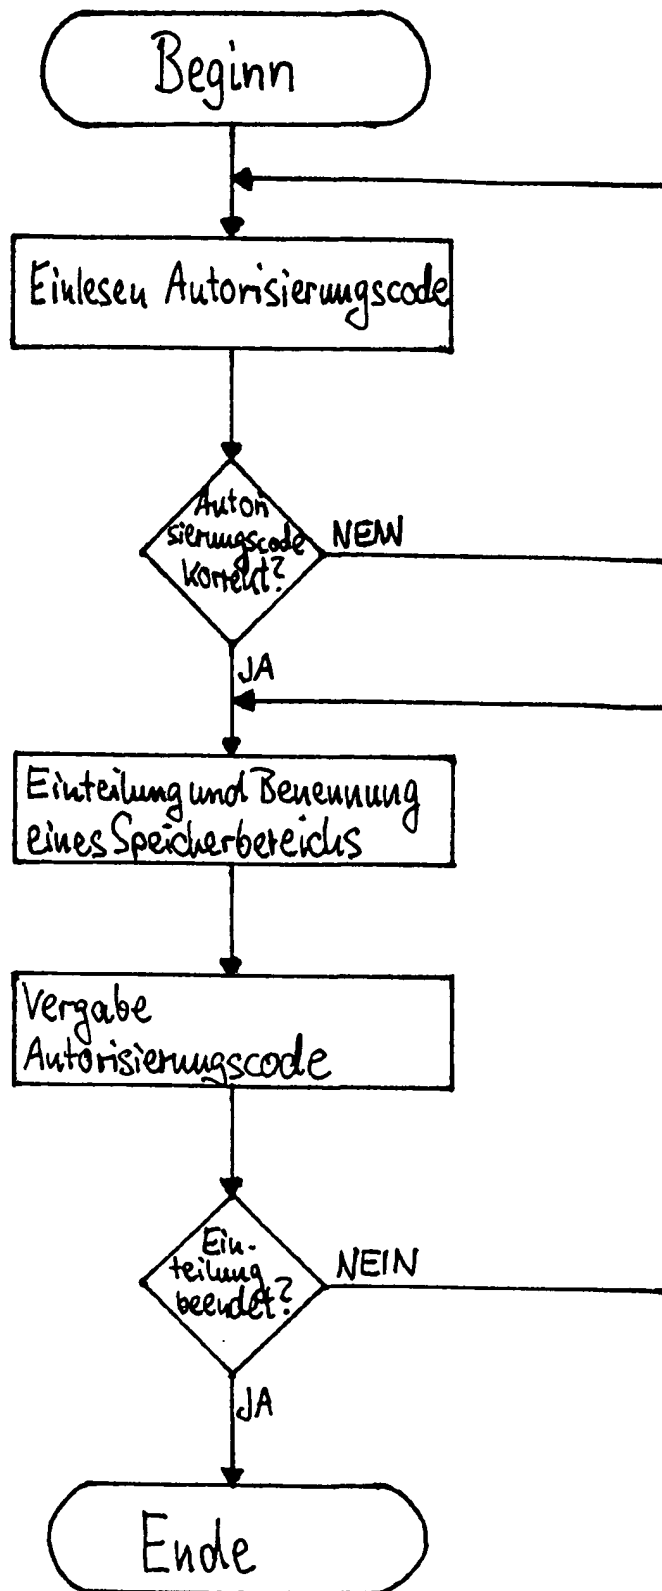 Beginn
Einlesen Autorisierungscode
Autori
sierungscode
korrekt?
NEIN
JA
Einteilung und Benennung
eines Speicherbereichs
Vergabe
Autorisierungscode
Ein-
teilung
beendet?
NEIN
JA
Ende